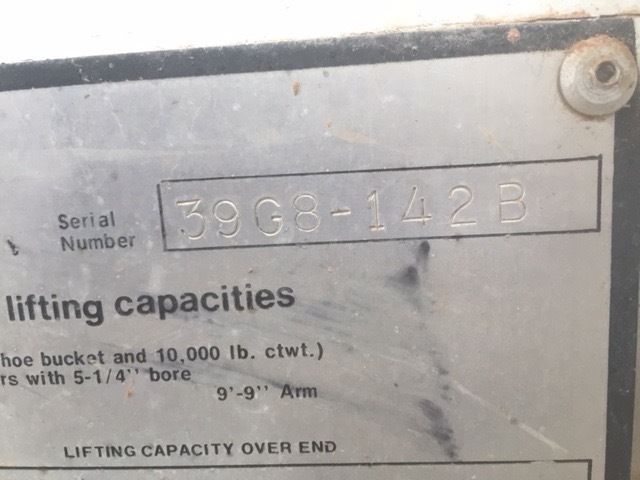 Serial
Number 39G8-142B
lifting capacities
hoe bucket and 10,000 lb. ctwt.)
rs with 5-1/4'' bore
9'-9'' Arm
LIFTING CAPACITY OVER END